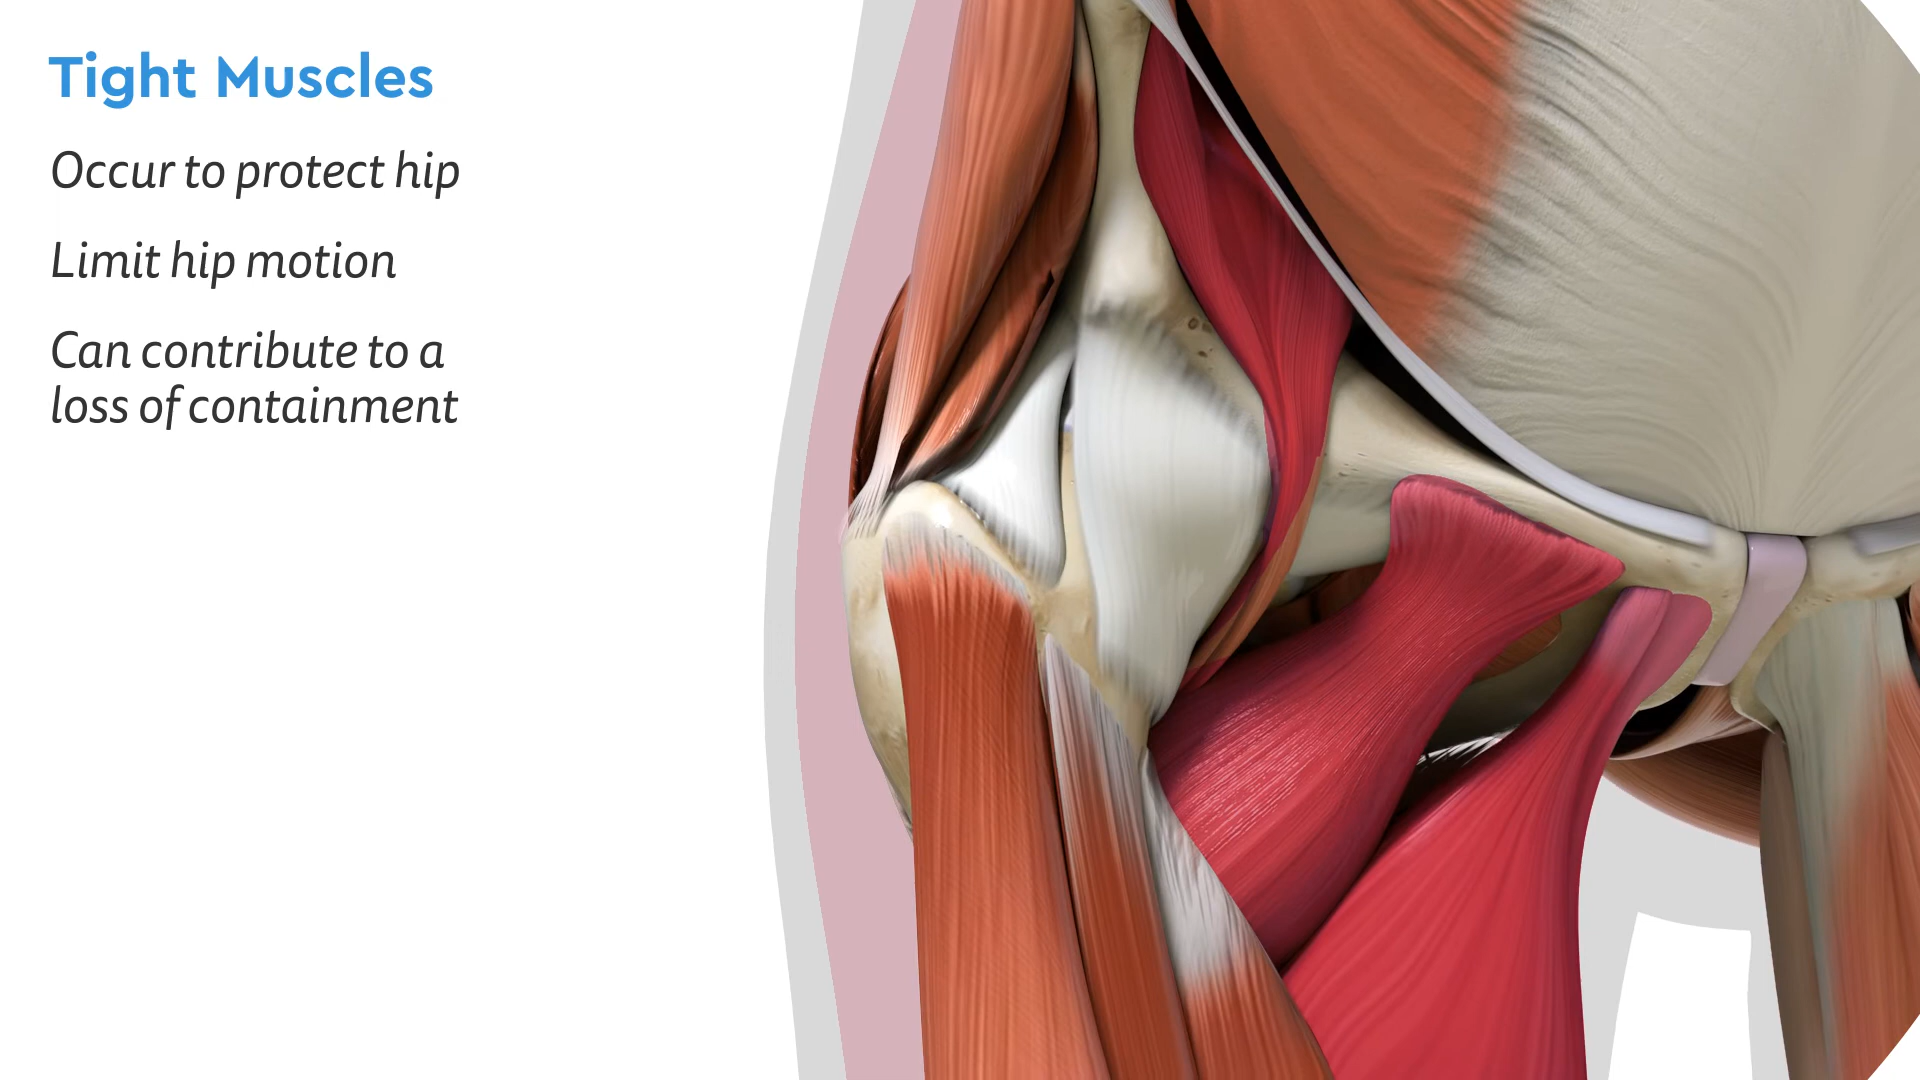 Tight Muscles
Occur to protect hip
Limit hip motion
Can contribute to a
loss of containment